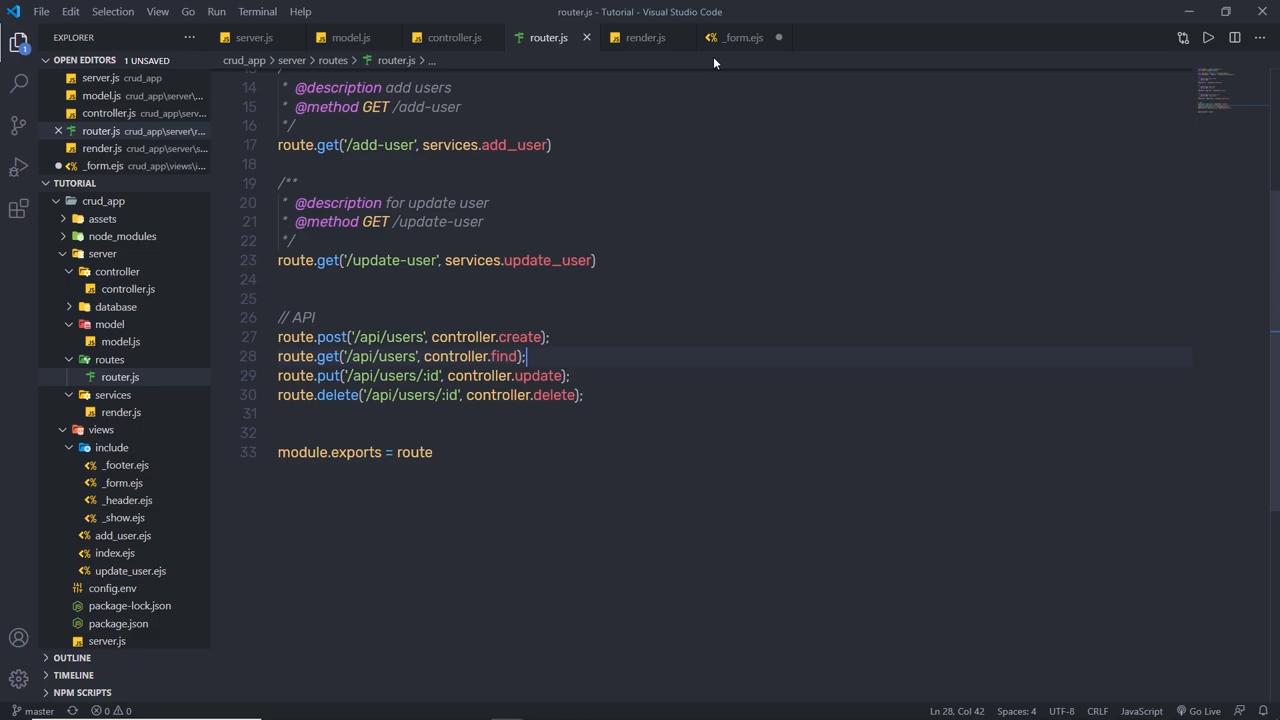 File Edit Selection View Go Run Terminal Help
router.js - Tutorial - Visual Studio Code
EXPLORER
server.js
model.js
controller.js
router.js
render.js
_form.ejs
OPEN EDITORS 1 UNSAVED
crud_app > server > routes > router.js > ...
server.js crud_app
model.js crud_app\server\...
controller.js crud_app\serv...
router.js crud_app\server\r...
render.js crud_app\server\s...
_form.ejs crud_app\views\i...
TUTORIAL
crud_app
assets
node_modules
server
controller
controller.js
database
model
model.js
routes
router.js
services
render.js
views
include
_footer.ejs
_form.ejs
_header.ejs
_show.ejs
add_user.ejs
index.ejs
update_user.ejs
config.env
package-lock.json
package.json
server.js
OUTLINE
TIMELINE
NPM SCRIPTS
14 * @description add users
15 * @method GET /add-user
16 */
17 route.get('/add-user', services.add_user)
18
19 /**
20 * @description for update user
21 * @method GET /update-user
22 */
23 route.get('/update-user', services.update_user)
24
25
26 // API
27 route.post('/api/users', controller.create);
28 route.get('/api/users', controller.find);
29 route.put('/api/users/:id', controller.update);
30 route.delete('/api/users/:id', controller.delete);
31
32
33 module.exports = route
master
0 0
Ln 28, Col 42
Spaces: 4
UTF-8
CRLF
JavaScript
Go Live